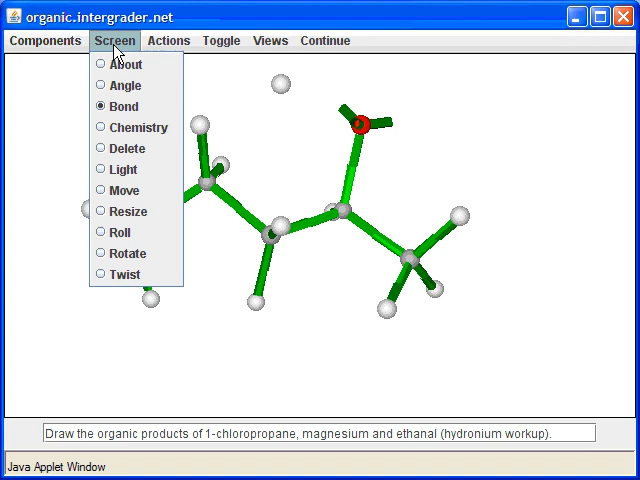 organic.intergrader.net
Components Screen Actions Toggle Views Continue
About
Angle
Bond
Chemistry
Delete
Light
Move
Resize
Roll
Rotate
Twist
Draw the organic products of 1-chloropropane, magnesium and ethanal (hydronium workup).
Java Applet Window